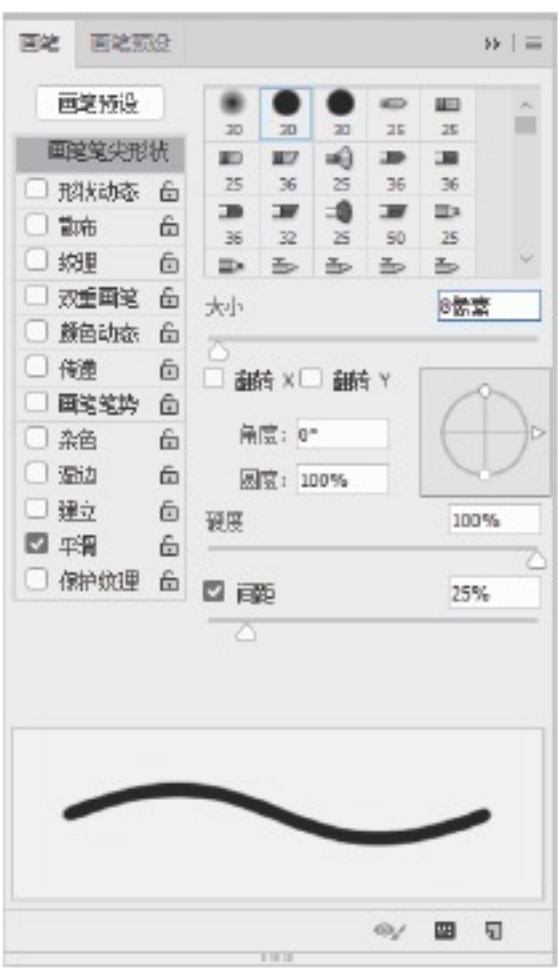 画笔 画笔预设
画笔预设
画笔笔尖形状
形状动态
散布
纹理
双重画笔
颜色动态
传递
画笔笔势
杂色
湿边
建立
平滑
保护纹理
30 30 30 25 25
25 36 25 36 36
36 32 25 50 25
大小 8像素
翻转 X 翻转 Y
角度: 0°
圆度: 100%
硬度 100%
间距 25%